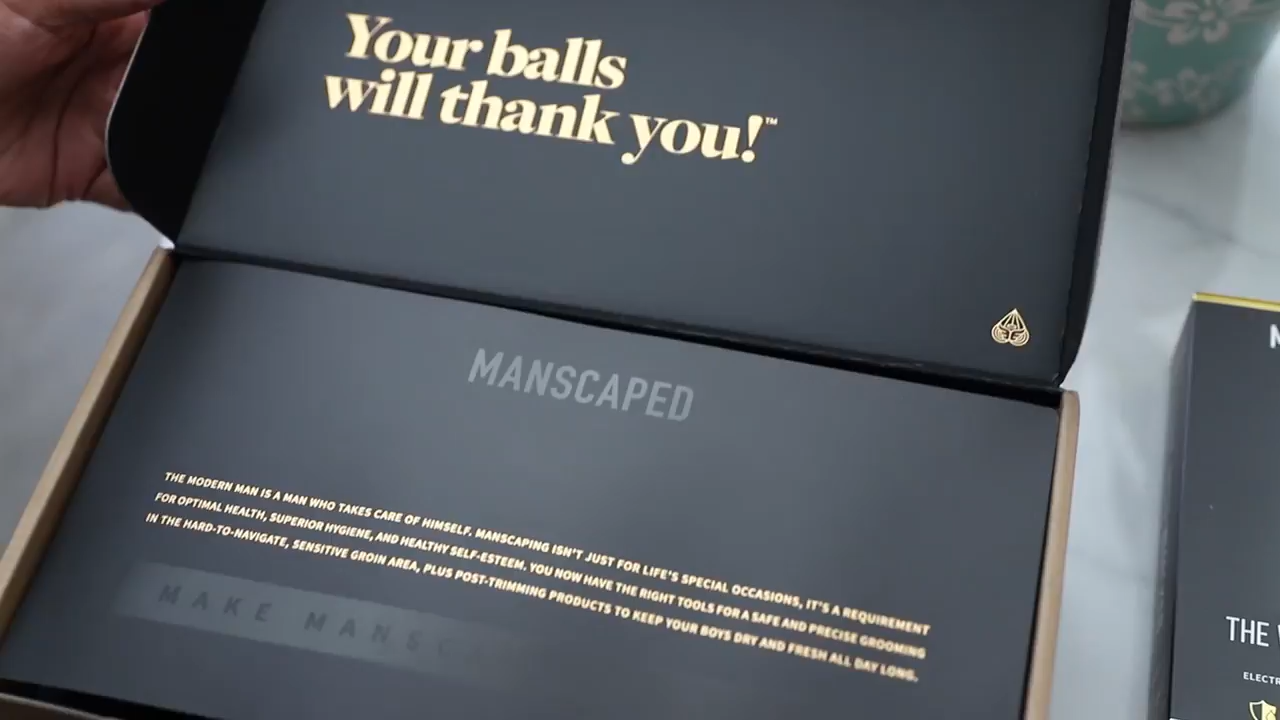 Your balls
will thank you!™
MANSCAPED
THE MODERN MAN IS A MAN WHO TAKES CARE OF HIMSELF. MANSCAPING ISN'T JUST FOR LIFE'S SPECIAL OCCASIONS, IT'S A REQUIREMENT
FOR OPTIMAL HEALTH, SUPERIOR HYGIENE, AND HEALTHY SELF-ESTEEM. YOU NOW HAVE THE RIGHT TOOLS FOR A SAFE AND PRECISE GROOMING
IN THE HARD-TO-NAVIGATE, SENSITIVE GROIN AREA, PLUS POST-TRIMMING PRODUCTS TO KEEP YOUR BOYS DRY AND FRESH ALL DAY LONG.
MAKE
THE